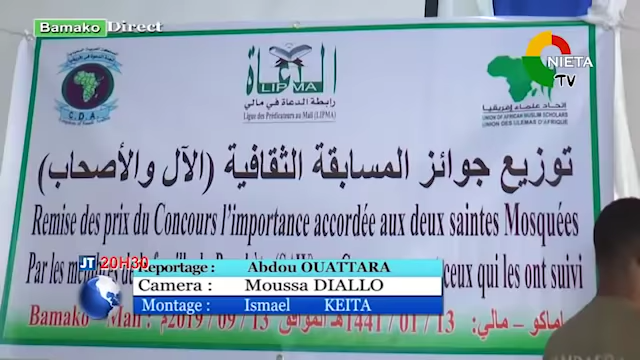 Bamako Direct
NIETA
TV
C.D.A
الدعاة
LIPMA
رابطة الدعاة في مالي
Ligue des Prédicateurs au Mali (LIPMA)
اتحاد علماء إفريقيا
UNION OF AFRICAN MUSLIM SCHOLARS
UNION DES ULEMAS D'AFRIQUE
توزيع جوائز المسابقة الثقافية (الآل والأصحاب)
Remise des prix du Concours l'importance accordée aux deux saintes Mosquées
Par les ceux qui les ont suivi
JT 20H30
Reportage : Abdou OUATTARA
Camera : Moussa DIALLO
Montage : Ismael KEITA
Bamako - Mali : 13 / 09 / 2019م الموافق 13 / 01 / 1441هـ باماكو - مالي: